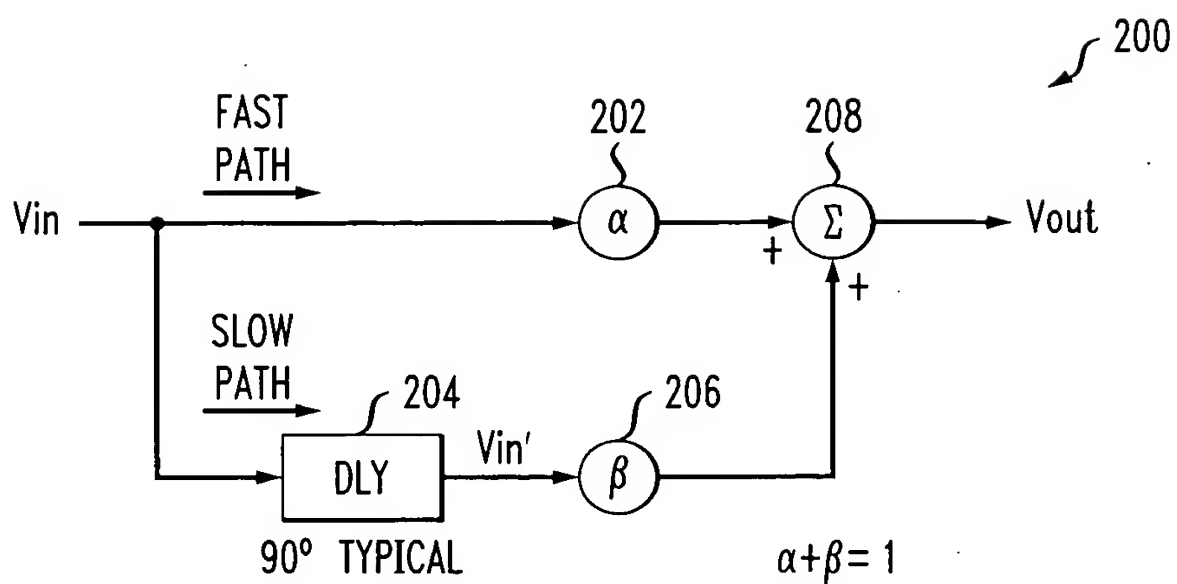 200
FAST
PATH
202
208
Vin
α
Σ
Vout
+
+
SLOW
PATH
204
206
Vin'
DLY
β
90° TYPICAL
α+β= 1